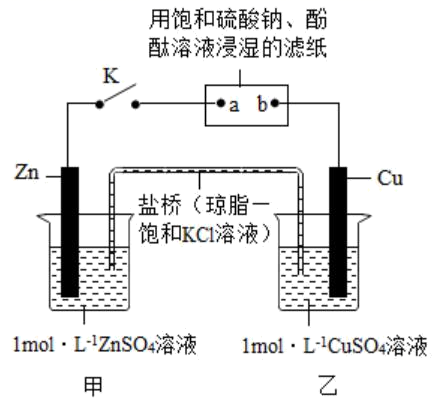 用饱和硫酸钠、酚
酞溶液浸湿的滤纸
K
a b
Zn
Cu
盐桥（琼脂一
饱和KCl溶液）
1mol·L-1ZnSO4溶液
1mol·L-1CuSO4溶液
甲
乙